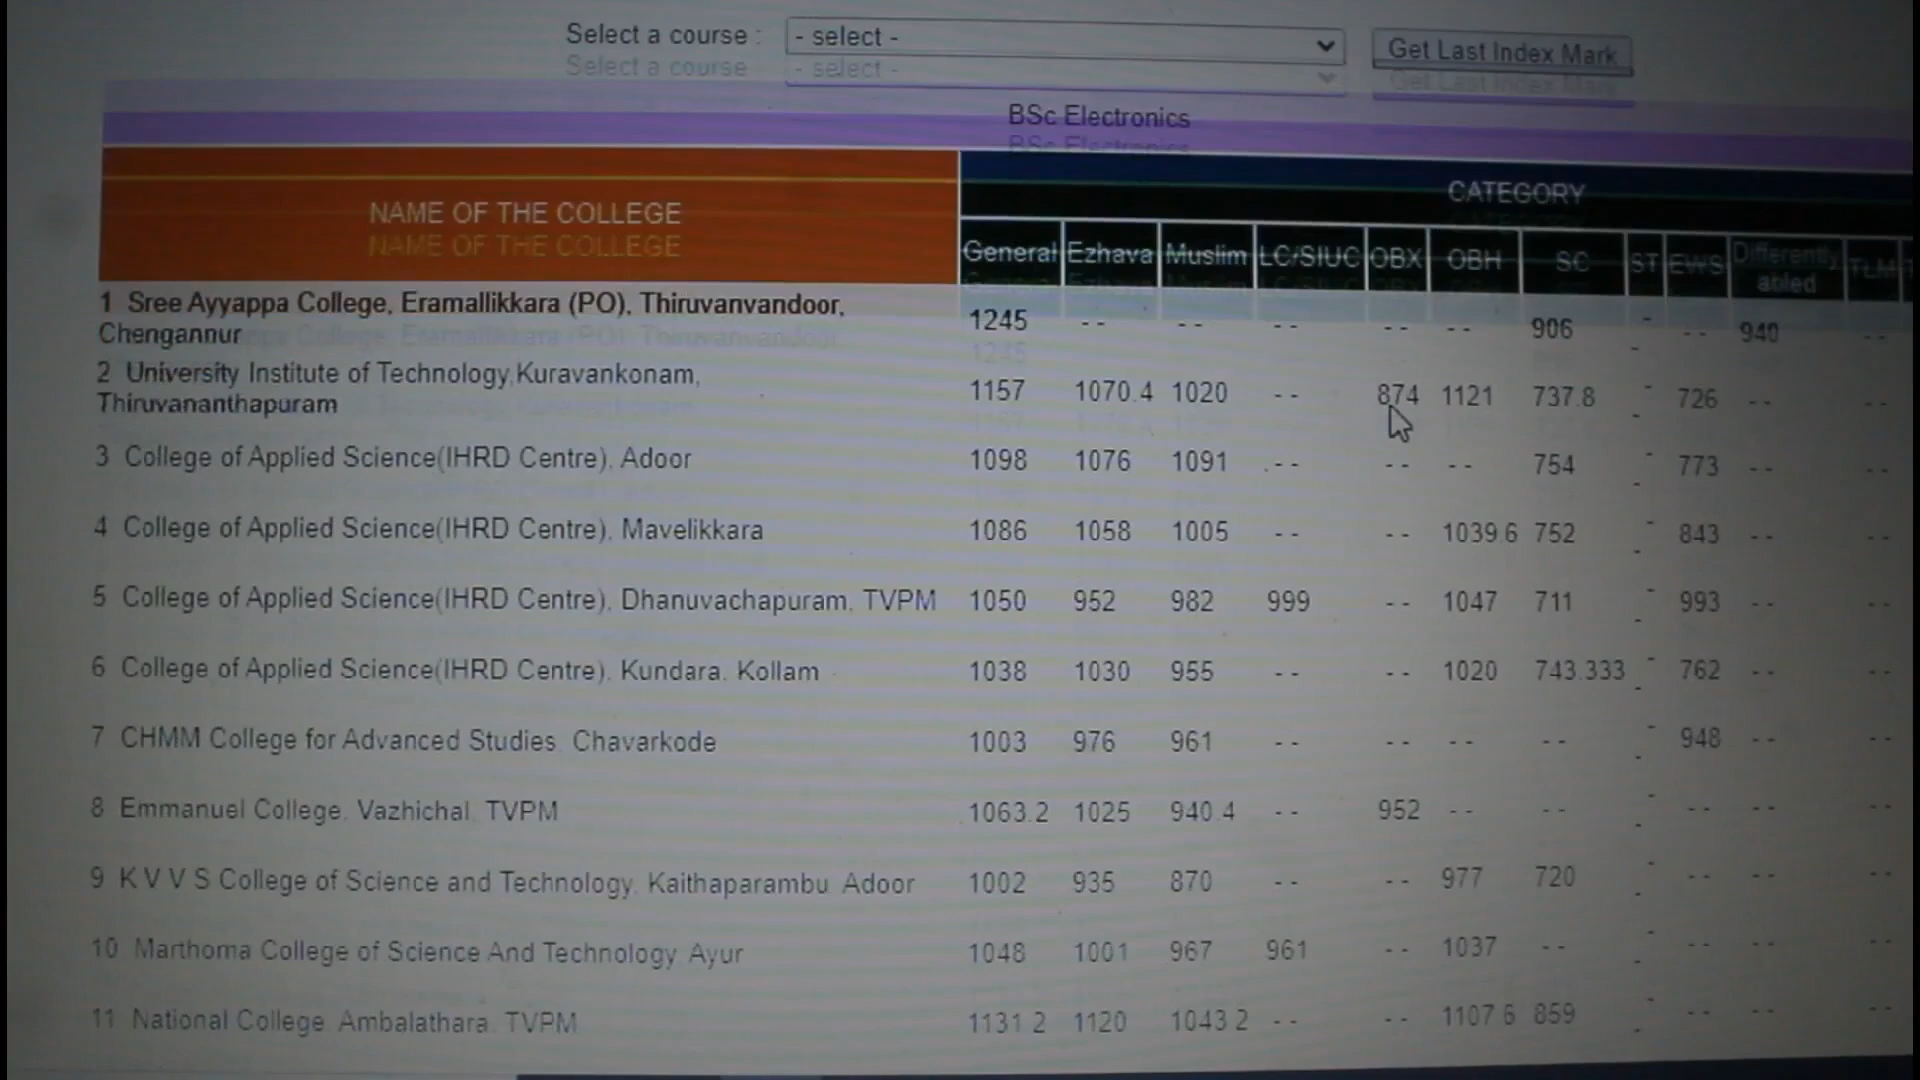 Select a course : - select - Get Last Index Mark
BSc Electronics
NAME OF THE COLLEGE
CATEGORY
General Ezhava Muslim LC/SIUC OBX OBH SC ST EWS Differently abled TLM
1 Sree Ayyappa College, Eramallikkara (PO), Thiruvanvandoor,
Chengannur
1245 -- -- -- -- -- 906 -- -- 940 --
2 University Institute of Technology,Kuravankonam,
Thiruvananthapuram
1157 1070.4 1020 -- 874 1121 737.8 -- 726 -- --
3 College of Applied Science(IHRD Centre), Adoor 1098 1076 1091 -- -- -- 754 -- 773 -- --
4 College of Applied Science(IHRD Centre), Mavelikkara 1086 1058 1005 -- -- 1039.6 752 -- 843 -- --
5 College of Applied Science(IHRD Centre), Dhanuvachapuram, TVPM 1050 952 982 999 -- 1047 711 -- 993 -- --
6 College of Applied Science(IHRD Centre), Kundara, Kollam 1038 1030 955 -- -- 1020 743.333 -- 762 -- --
7 CHMM College for Advanced Studies, Chavarkode 1003 976 961 -- -- -- -- -- 948 -- --
8 Emmanuel College, Vazhichal, TVPM 1063.2 1025 940.4 -- 952 -- -- -- -- -- --
9 K V V S College of Science and Technology, Kaithaparambu Adoor 1002 935 870 -- -- 977 720 -- -- -- --
10 Marthoma College of Science And Technology Ayur 1048 1001 967 961 -- 1037 -- -- -- -- --
11 National College Ambalathara, TVPM 1131.2 1120 1043.2 -- -- 1107.6 859 -- -- -- --